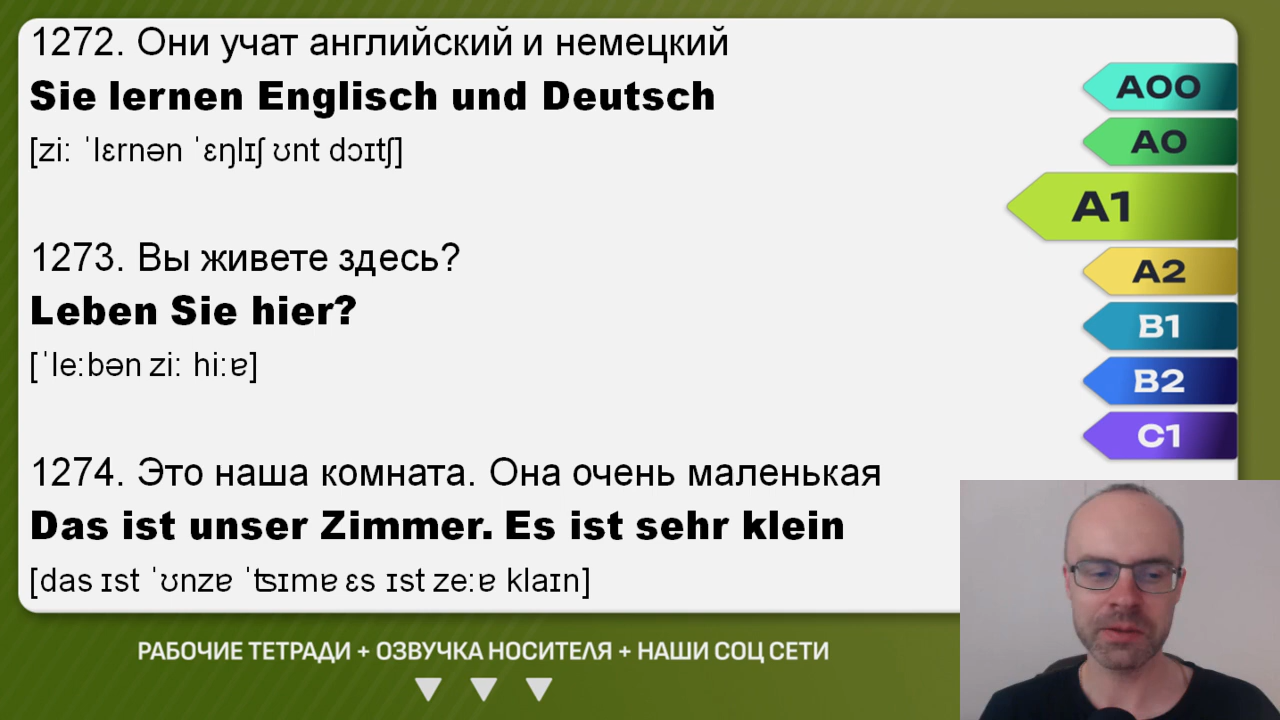 1272. Они учат английский и немецкий
Sie lernen Englisch und Deutsch
[ziː ˈlɛrnən ˈɛŋlɪʃ ʊnt dɔɪtʃ]
1273. Вы живете здесь?
Leben Sie hier?
[ˈleːbən ziː hiːɐ]
1274. Это наша комната. Она очень маленькая
Das ist unser Zimmer. Es ist sehr klein
[das ɪst ˈʊnzɐ ˈʦɪmɐ ɛs ɪst zeːɐ klaɪn]
A00
A0
A1
A2
B1
B2
C1
РАБОЧИЕ ТЕТРАДИ + ОЗВУЧКА НОСИТЕЛЯ + НАШИ СОЦ СЕТИ